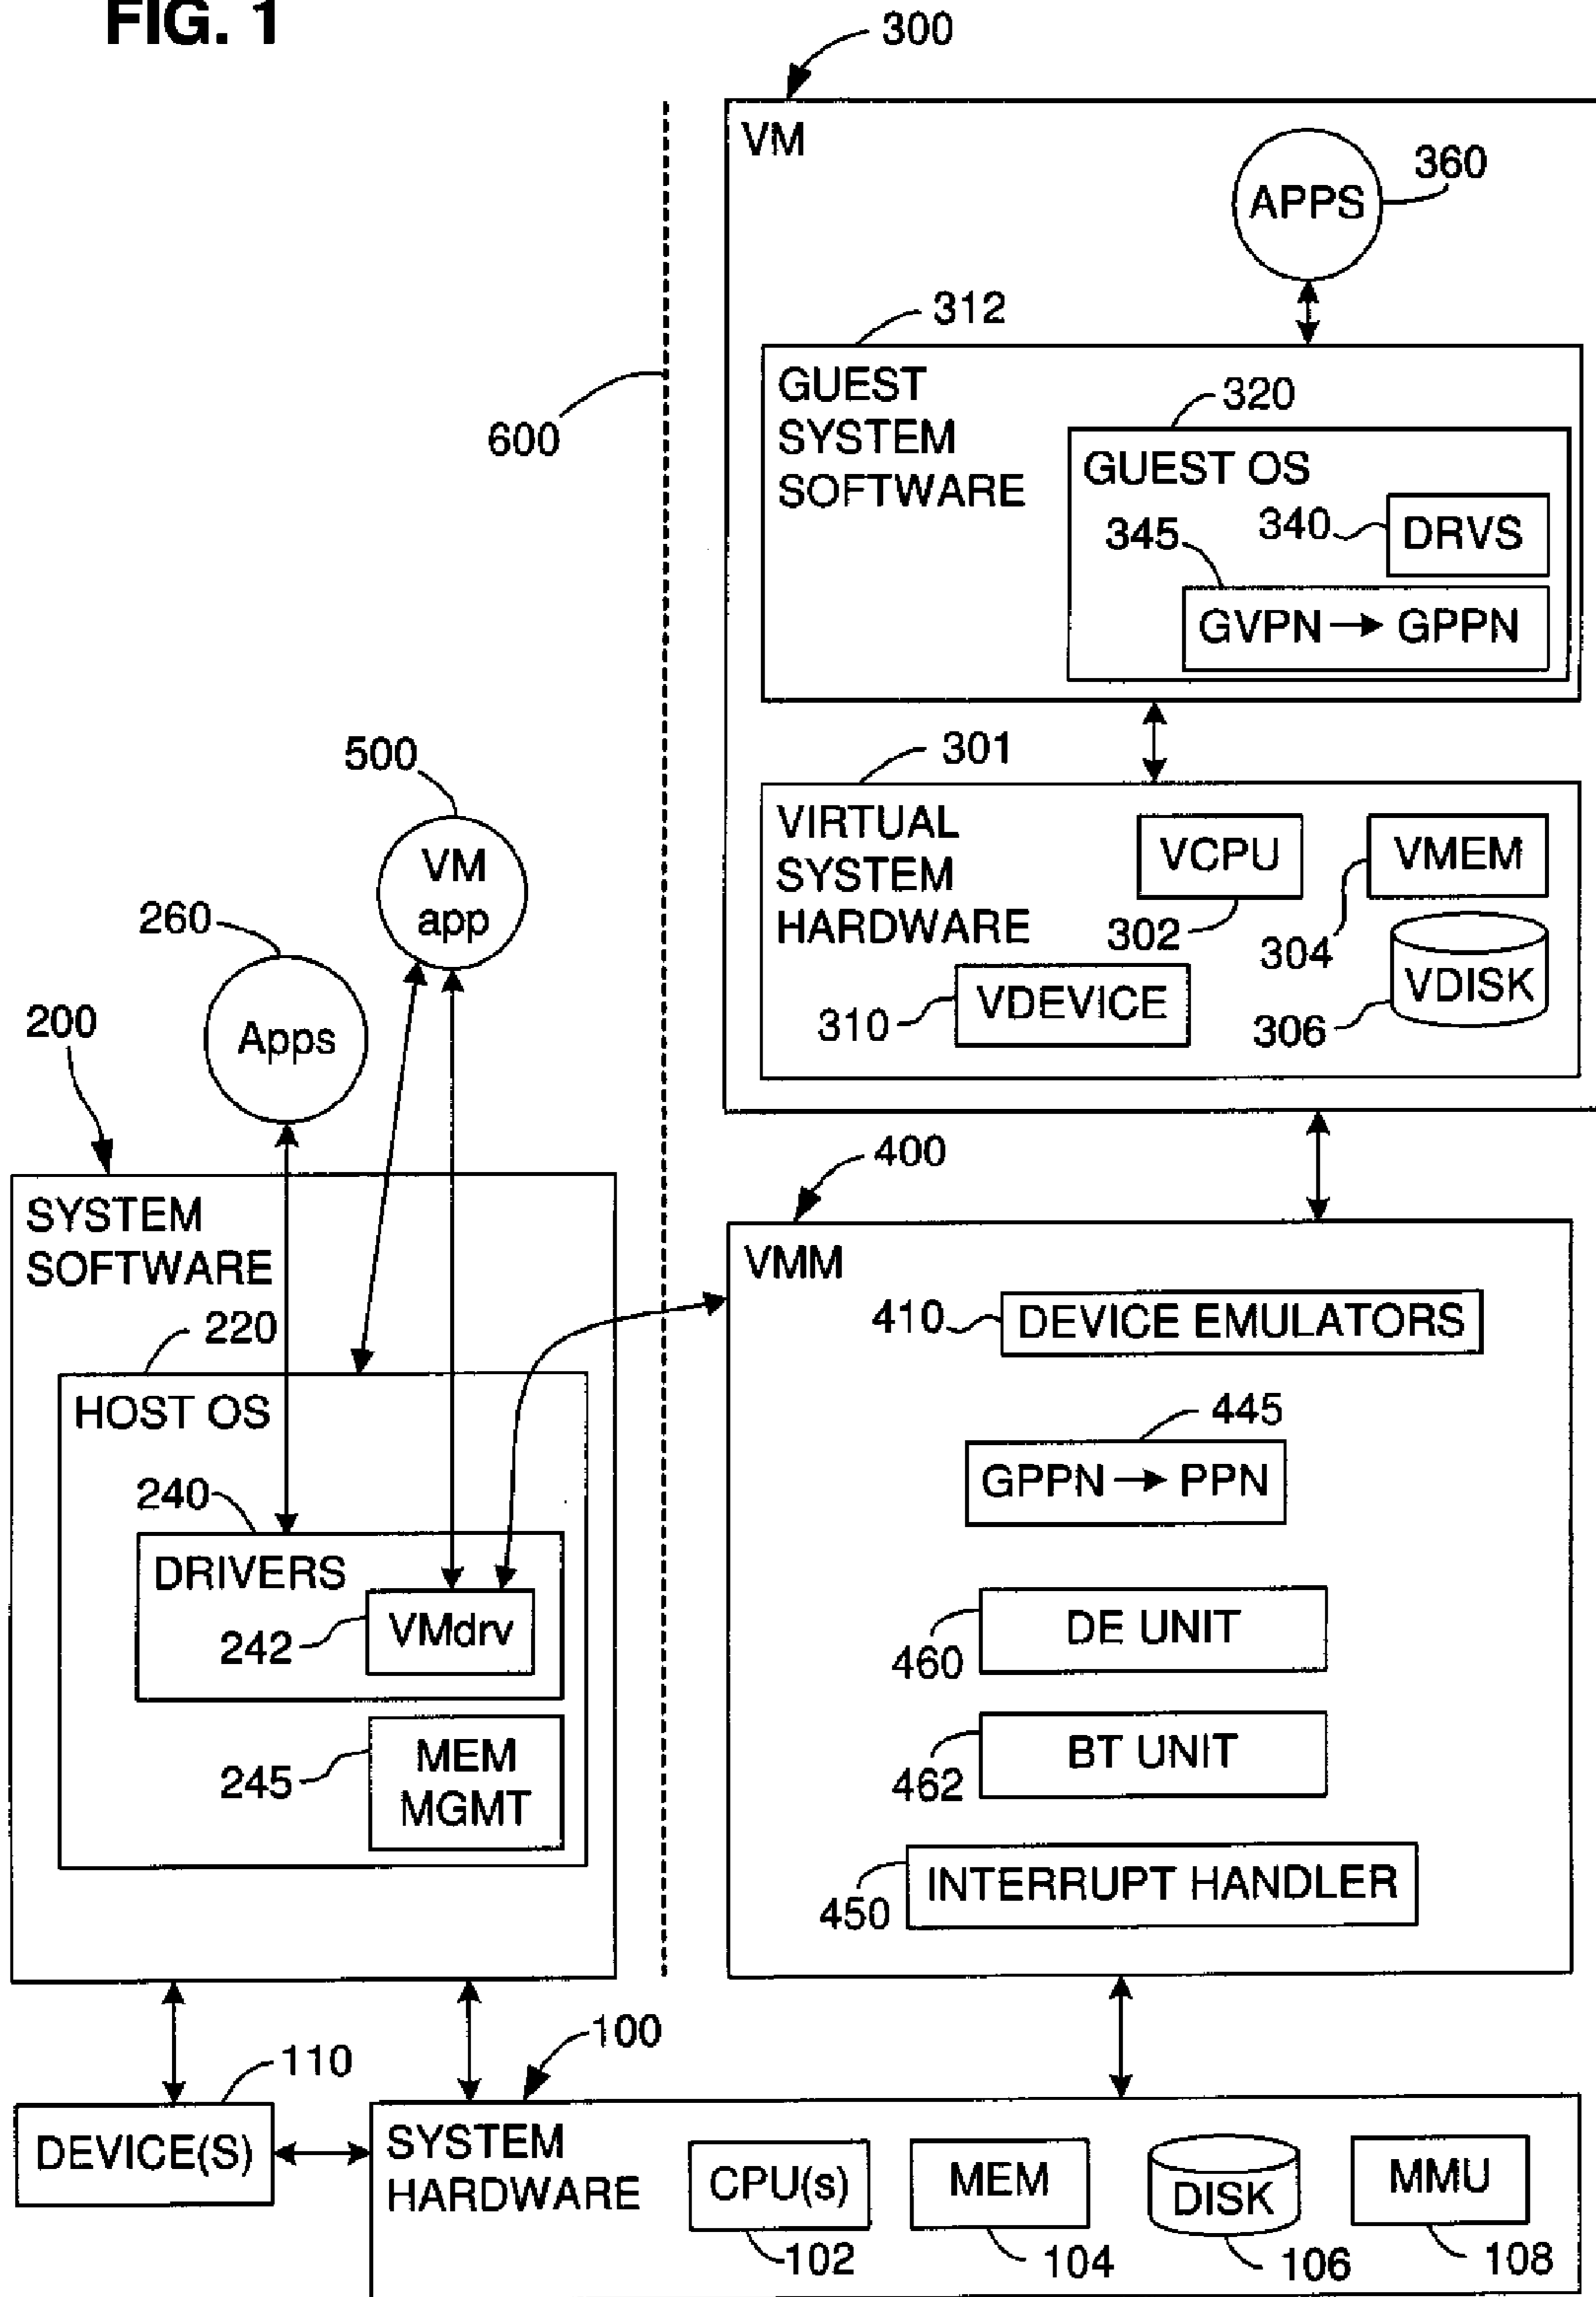 FIG. 1
300
VM
360
APPS
312
GUEST
SYSTEM
SOFTWARE
320
GUEST OS
340
DRVS
345
GVPN → GPPN
600
301
VIRTUAL
SYSTEM
HARDWARE
VCPU
302
VMEM
304
VDISK
306
VDEVICE
310
500
VM
app
260
Apps
200
SYSTEM
SOFTWARE
220
HOST OS
240
DRIVERS
VMdrv
242
MEM
MGMT
245
400
VMM
410
DEVICE EMULATORS
445
GPPN → PPN
DE UNIT
460
BT UNIT
462
INTERRUPT HANDLER
450
110
DEVICE(S)
100
SYSTEM
HARDWARE
CPU(s)
102
MEM
104
DISK
106
MMU
108